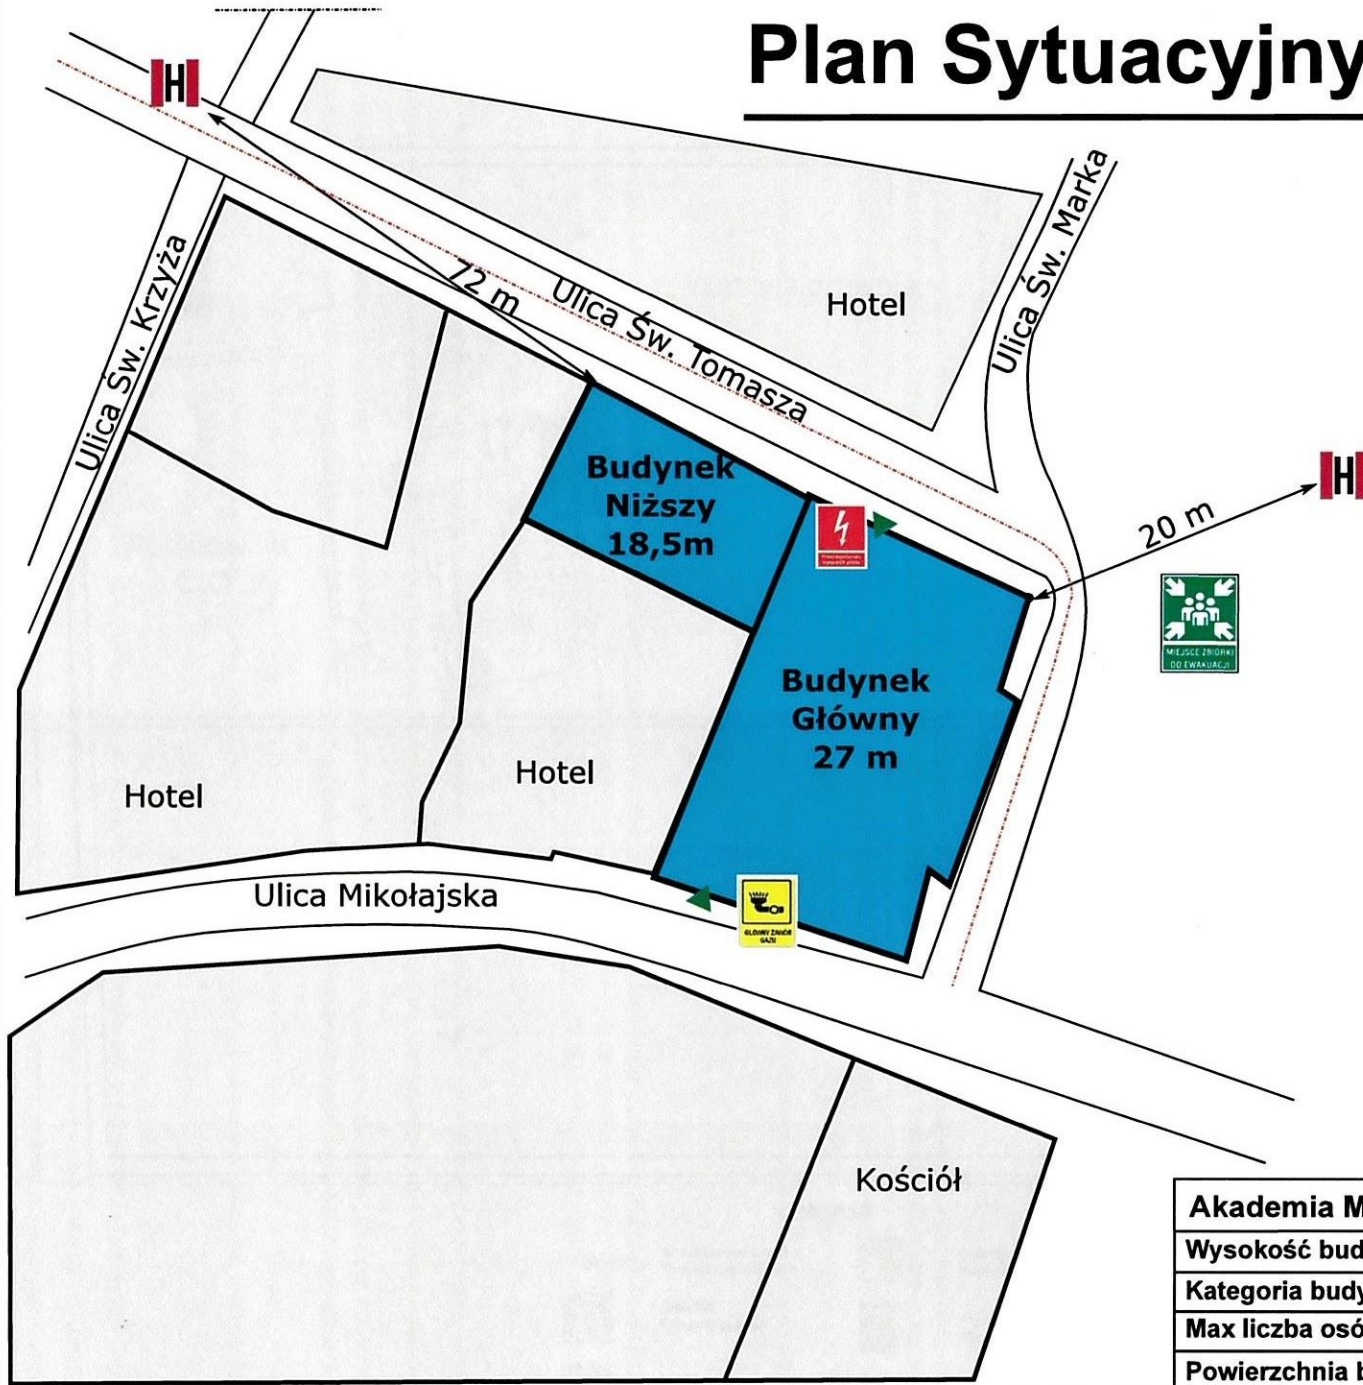 Plan Sytuacyjny
H
Ulica Św. Marka
Ulica Św. Krzyża
72 m
Ulica Św. Tomasza
Hotel
Budynek
Niższy
18,5m
H
20 m
MIEJSCE ZBIÓRKI
DO EWAKUACJI
Budynek
Główny
27 m
Hotel
Hotel
Ulica Mikołajska
GŁÓWNY ZAWÓR
GAZU
Kościół
Akademia M
Wysokość bud
Kategoria budy
Max liczba osó
Powierzchnia b